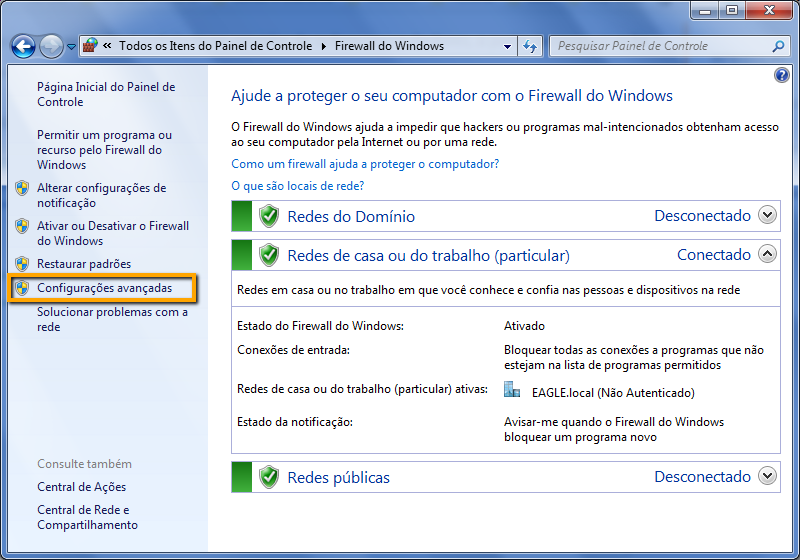 « Todos os Itens do Painel de Controle ▸ Firewall do Windows
Pesquisar Painel de Controle
Página Inicial do Painel de
Controle
Permitir um programa ou
recurso pelo Firewall do
Windows
Alterar configurações de
notificação
Ativar ou Desativar o Firewall
do Windows
Restaurar padrões
Configurações avançadas
Solucionar problemas com a
rede
Consulte também
Central de Ações
Central de Rede e
Compartilhamento
Ajude a proteger o seu computador com o Firewall do Windows
O Firewall do Windows ajuda a impedir que hackers ou programas mal-intencionados obtenham acesso
ao seu computador pela Internet ou por uma rede.
Como um firewall ajuda a proteger o computador?
O que são locais de rede?
Redes do Domínio Desconectado
Redes de casa ou do trabalho (particular) Conectado
Redes em casa ou no trabalho em que você conhece e confia nas pessoas e dispositivos na rede
Estado do Firewall do Windows: Ativado
Conexões de entrada: Bloquear todas as conexões a programas que não
estejam na lista de programas permitidos
Redes de casa ou do trabalho (particular) ativas: EAGLE.local (Não Autenticado)
Estado da notificação: Avisar-me quando o Firewall do Windows
bloquear um programa novo
Redes públicas Desconectado